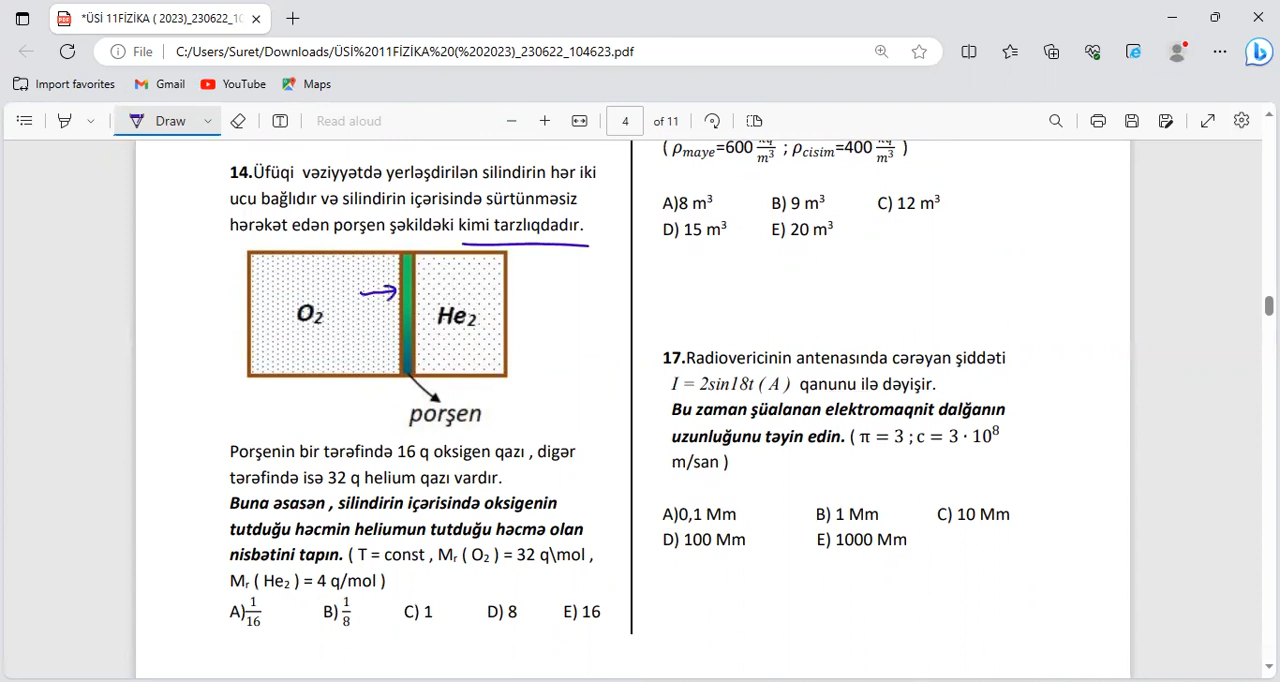 *ÜSİ 11FİZİKA ( 2023)_230622_10
File
C:/Users/Suret/Downloads/ÜSİ%2011FİZİKA%20(%202023)_230622_104623.pdf
Import favorites
Gmail
YouTube
Maps
Draw
Read aloud
4
of 11
14.Üfüqi vəziyyətdə yerləşdirilən silindirin hər iki
ucu bağlıdır və silindirin içərisində sürtünməsiz
hərəkət edən porşen şəkildəki kimi tarzlıqdadır.
O₂
He₂
porşen
Porşenin bir tərəfində 16 q oksigen qazı , digər
tərəfində isə 32 q helium qazı vardır.
Buna əsasən , silindirin içərisində oksigenin
tutduğu həcmin heliumun tutduğu həcmə olan
nisbətini tapın. ( T = const , Mᵣ ( O₂ ) = 32 q\mol ,
Mᵣ ( He₂ ) = 4 q/mol )
A) 1/16 B) 1/8 C) 1 D) 8 E) 16
( ρmaye=600 /m³ ; ρcisim=400 /m³ )
A)8 m³ B) 9 m³ C) 12 m³
D) 15 m³ E) 20 m³
17.Radiovericinin antenasında cərəyan şiddəti
I = 2sin18t ( A ) qanunu ilə dəyişir.
Bu zaman şüalanan elektromaqnit dalğanın
uzunluğunu təyin edin. ( π = 3 ; c = 3 · 10⁸
m/san )
A)0,1 Mm B) 1 Mm C) 10 Mm
D) 100 Mm E) 1000 Mm